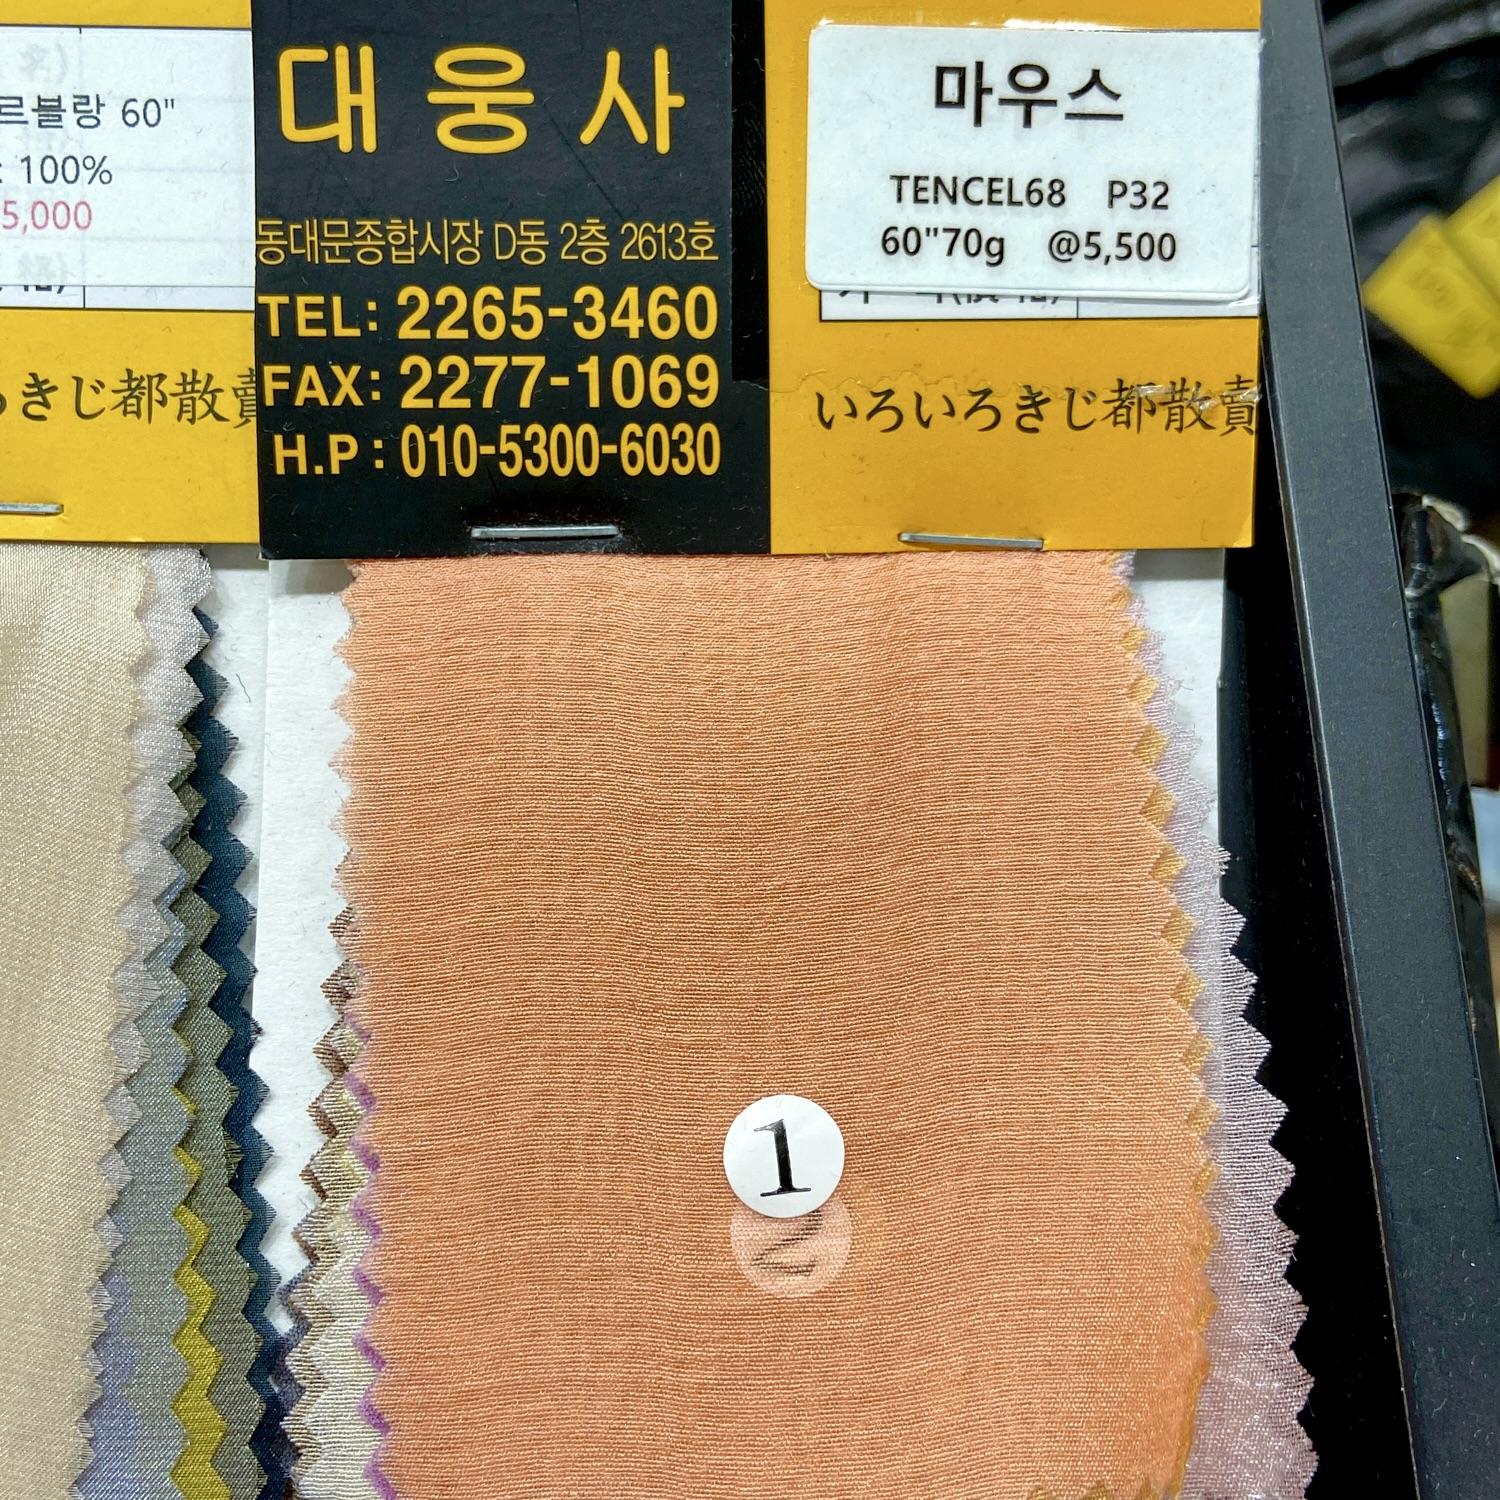 르블랑 60"
: 100%
5,000
きじ都散賣
대웅사
동대문종합시장 D동 2층 2613호
TEL: 2265-3460
FAX: 2277-1069
H.P : 010-5300-6030
마우스
TENCEL68 P32
60"70g @5,500
いろいろきじ都散賣
1
2